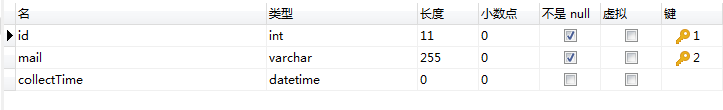 名 类型 长度 小数点 不是 null 虚拟 键
id int 11 0 1
mail varchar 255 0 2
collectTime datetime 0 0